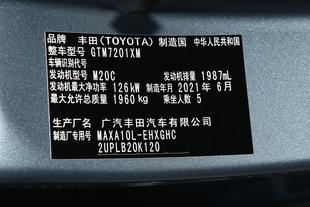 品牌 丰田(TOYOTA) 制造国 中华人民共和国
整车型号 GTM7201XM
车辆识别代号
发动机型号 M20C 发动机排量 1987mL
发动机最大净功率 126kW 制造年月 2021年6月
最大允许总质量 1960kg 乘坐人数 5
生产厂名 广汽丰田汽车有限公司
制造厂专用号 MAXA10L-EHXGHC
2UPLB20K120